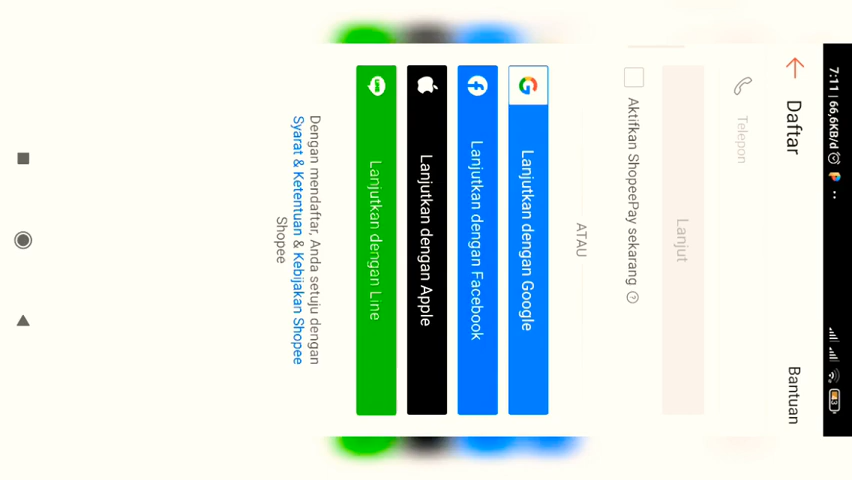 7:11 | 66,6KB/d
Daftar
Bantuan
Telepon
Lanjut
Aktifkan ShopeePay sekarang ?
ATAU
Lanjutkan dengan Google
Lanjutkan dengan Facebook
Lanjutkan dengan Apple
LINE Lanjutkan dengan Line
Dengan mendaftar, Anda setuju dengan
Syarat & Ketentuan & Kebijakan Shopee
Shopee